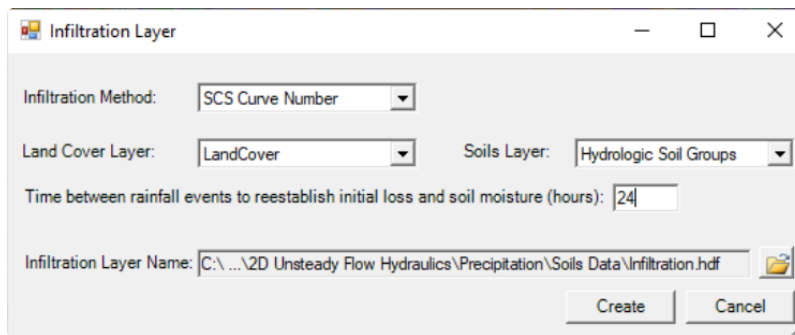 Infiltration Layer
Infiltration Method: SCS Curve Number
Land Cover Layer: LandCover Soils Layer: Hydrologic Soil Groups
Time between rainfall events to reestablish initial loss and soil moisture (hours): 24
Infiltration Layer Name: C:\ ...\2D Unsteady Flow Hydraulics\Precipitation\Soils Data\Infiltration.hdf
Create Cancel